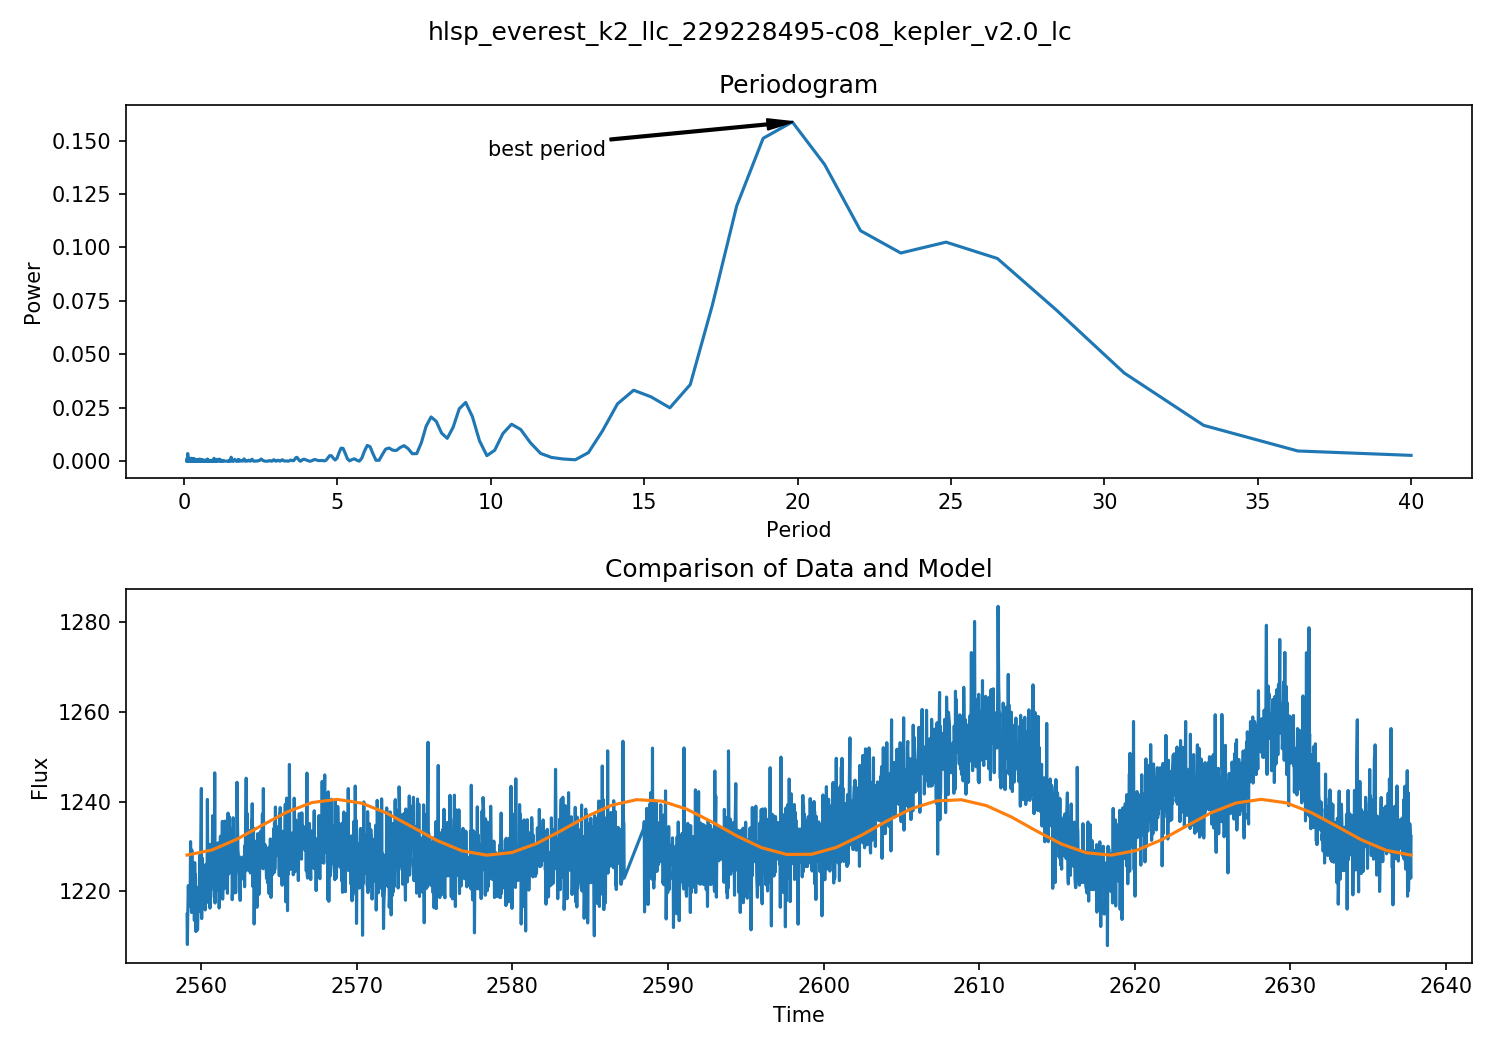 hlsp_everest_k2_llc_229228495-c08_kepler_v2.0_lc
Periodogram
best period
0.150
0.125
0.100
0.075
0.050
0.025
0.000
Power
0 5 10 15 20 25 30 35 40
Period
Comparison of Data and Model
1280
1260
1240
1220
Flux
2560 2570 2580 2590 2600 2610 2620 2630 2640
Time